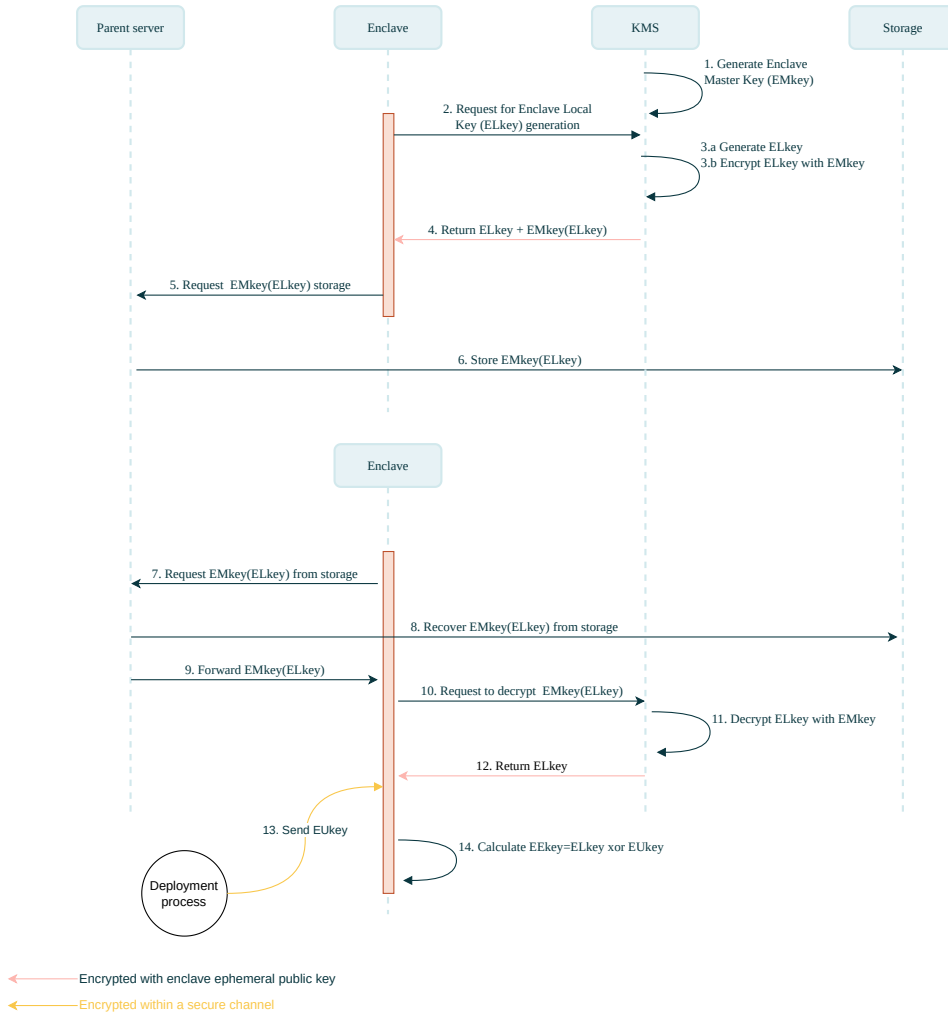 Parent server
Enclave
KMS
Storage
1. Generate Enclave
Master Key (EMkey)
2. Request for Enclave Local
Key (ELkey) generation
3.a Generate ELkey
3.b Encrypt ELkey with EMkey
4. Return ELkey + EMkey(ELkey)
5. Request  EMkey(ELkey) storage
6. Store EMkey(ELkey)
Enclave
7. Request EMkey(ELkey) from storage
8. Recover EMkey(ELkey) from storage
9. Forward EMkey(ELkey)
10. Request to decrypt  EMkey(ELkey)
11. Decrypt ELkey with EMkey
12. Return ELkey
13. Send EUkey
14. Calculate EEkey=ELkey xor EUkey
Deployment
process
Encrypted with enclave ephemeral public key
Encrypted within a secure channel